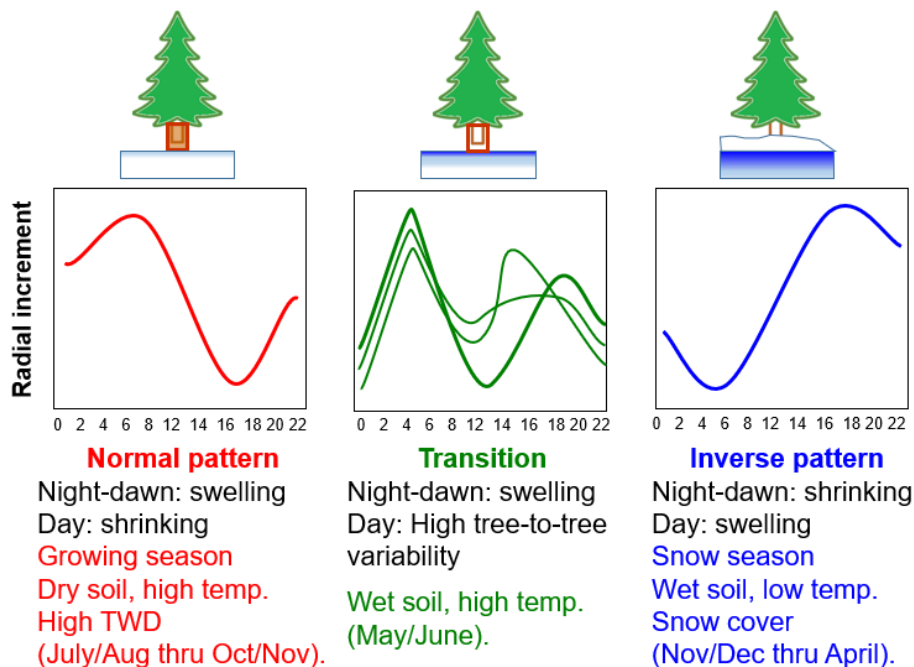 Radial increment
0 2 4 6 8 10 12 14 16 18 20 22
0 2 4 6 8 10 12 14 16 18 20 22
0 2 4 6 8 10 12 14 16 18 20 22
Normal pattern
Night-dawn: swelling
Day: shrinking
Growing season
Dry soil, high temp.
High TWD
(July/Aug thru Oct/Nov).
Transition
Night-dawn: swelling
Day: High tree-to-tree
variability
Wet soil, high temp.
(May/June).
Inverse pattern
Night-dawn: shrinking
Day: swelling
Snow season
Wet soil, low temp.
Snow cover
(Nov/Dec thru April).